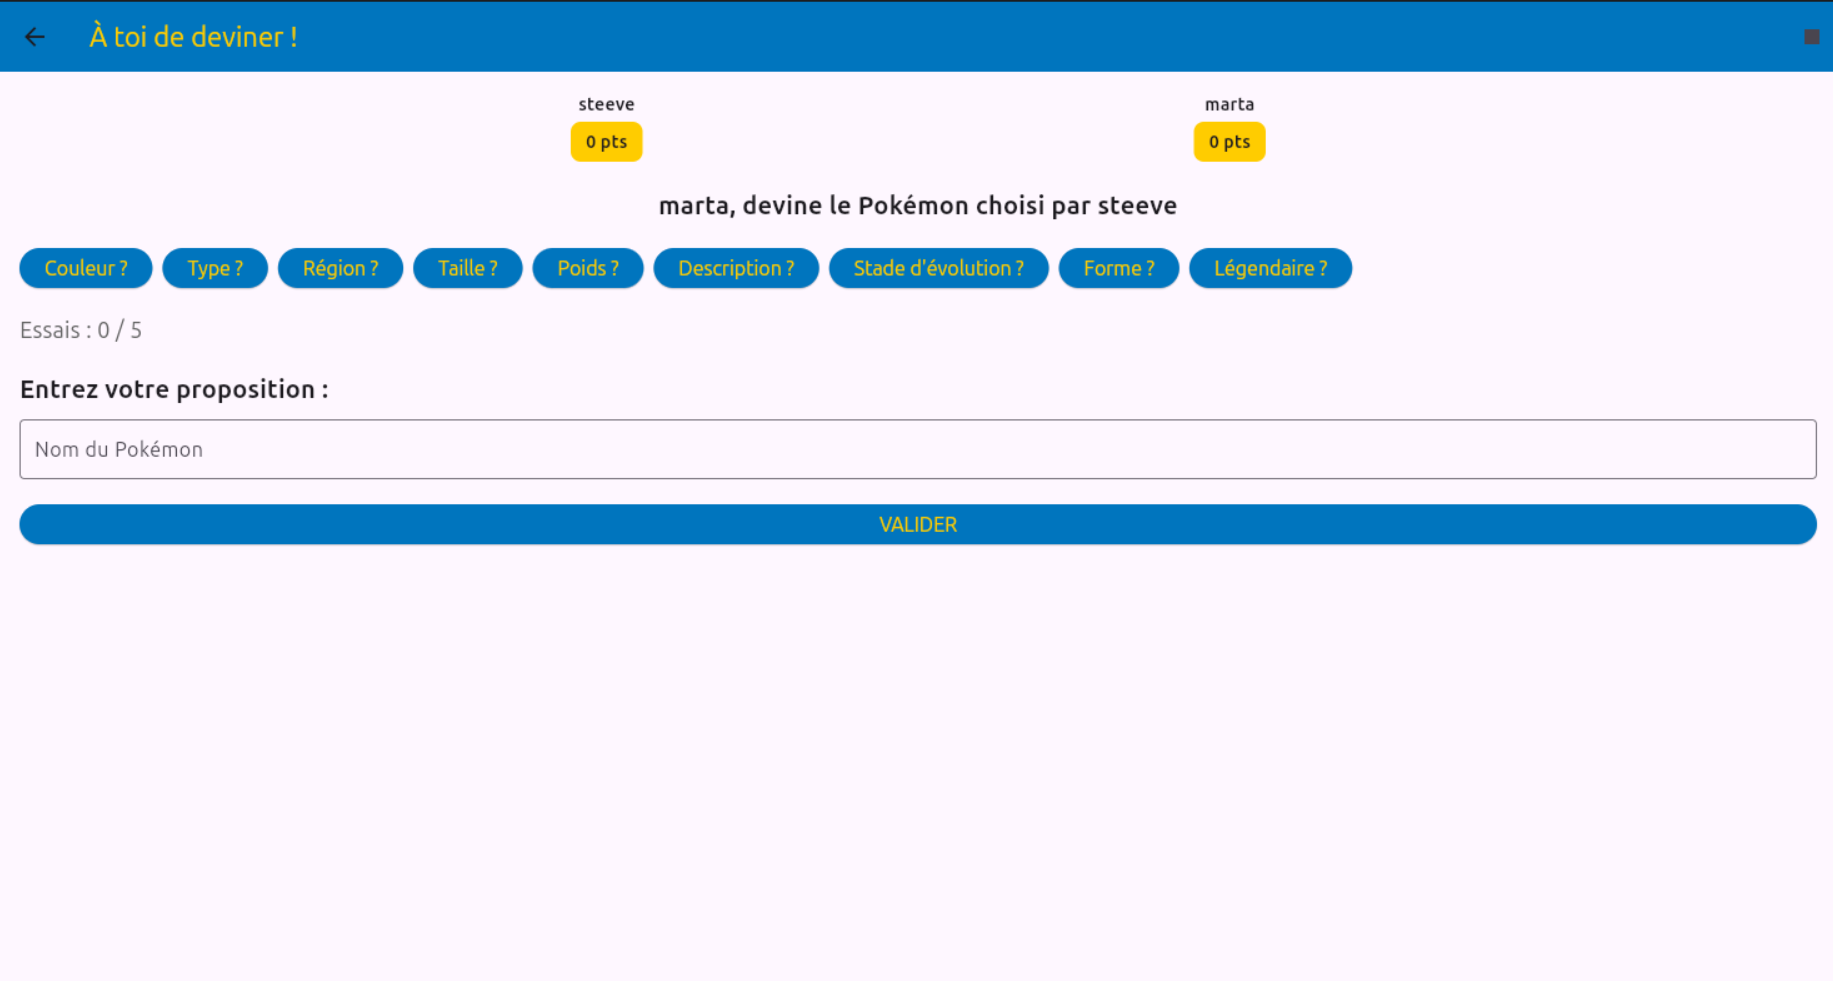 À toi de deviner !
steeve
marta
0 pts
0 pts
marta, devine le Pokémon choisi par steeve
Couleur ? Type ? Région ? Taille ? Poids ? Description ? Stade d'évolution ? Forme ? Légendaire ?
Essais : 0 / 5
Entrez votre proposition :
Nom du Pokémon
VALIDER